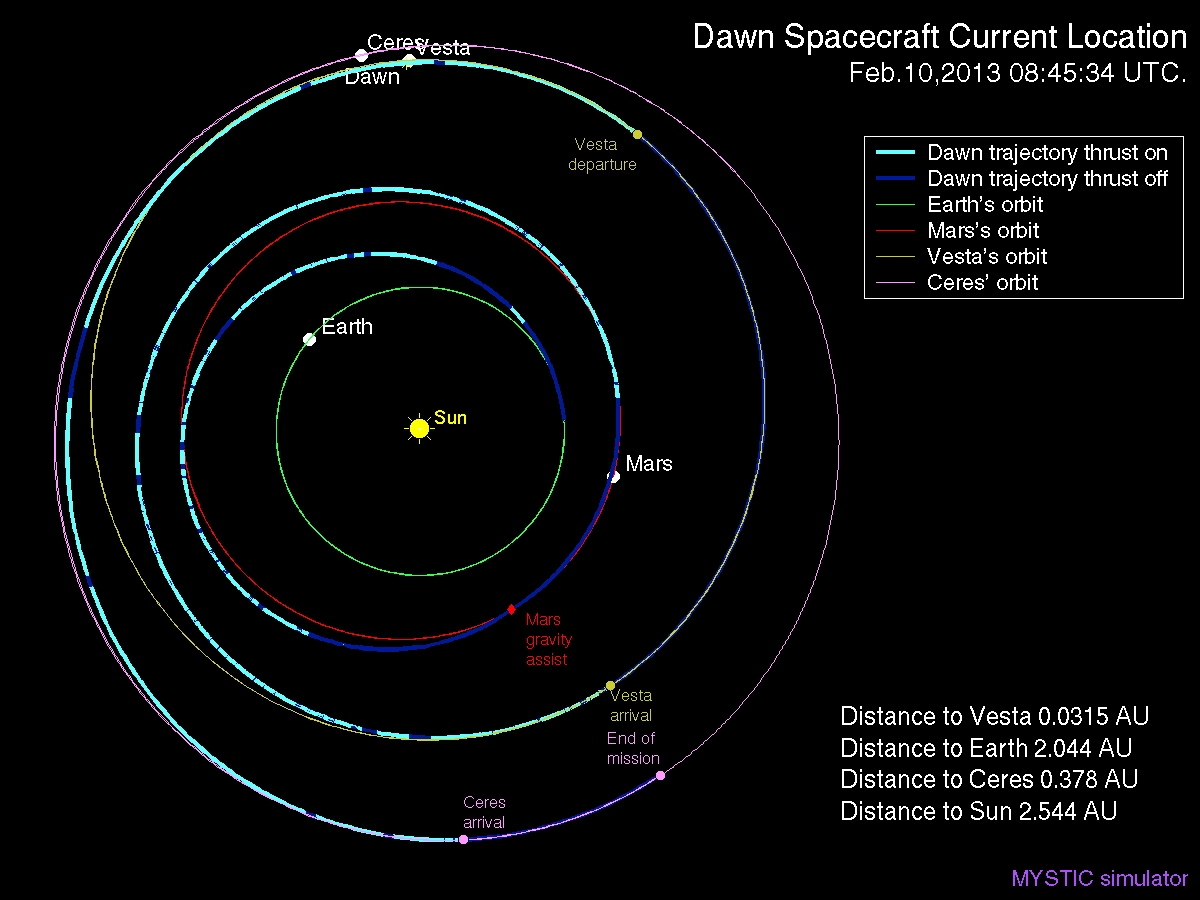 Dawn Spacecraft Current Location
Feb.10,2013 08:45:34 UTC.
Ceres
Vesta
Dawn
Vesta
departure
Dawn trajectory thrust on
Dawn trajectory thrust off
Earth's orbit
Mars's orbit
Vesta's orbit
Ceres' orbit
Earth
Sun
Mars
Mars
gravity
assist
Vesta
arrival
End of
mission
Ceres
arrival
Distance to Vesta 0.0315 AU
Distance to Earth 2.044 AU
Distance to Ceres 0.378 AU
Distance to Sun 2.544 AU
MYSTIC simulator